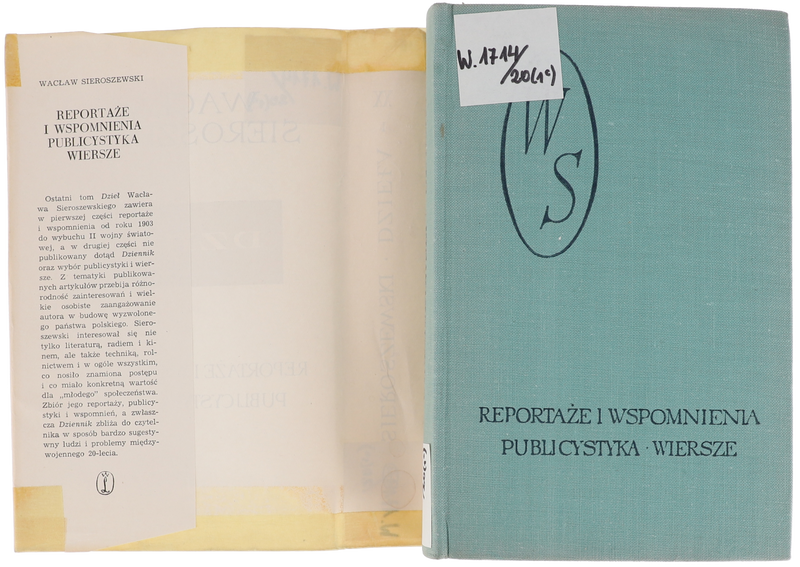 WACŁAW SIEROSZEWSKI
REPORTAŻE
I WSPOMNIENIA
PUBLICYSTYKA
WIERSZE
Ostatni tom Dzieł Wacła-
wa Sieroszewskiego zawiera
w pierwszej części reportaże
i wspomnienia od roku 1903
do wybuchu II wojny świato-
wej, a w drugiej części nie
publikowany dotąd Dziennik
oraz wybór publicystyki i wier-
sze. Z tematyki publikowa-
nych artykułów przebija różno-
rodność zainteresowań i wiel-
kie osobiste zaangażowanie
autora w budowę wyzwolone-
go państwa polskiego. Siero-
szewski interesował się nie
tylko literaturą, radiem i ki-
nem, ale także techniką, rol-
nictwem i w ogóle wszystkim,
co nosiło znamiona postępu
i co miało konkretną wartość
dla „młodego" społeczeństwa.
Zbiór jego reportaży, publicy-
styki i wspomnień, a zwłasz-
cza Dziennik zbliża do czytel-
nika w sposób bardzo sugesty-
wny ludzi i problemy między-
wojennego 20-lecia.
W. 1714/
20(1c)
W
S
REPORTAŻE I WSPOMNIENIA
PUBLICYSTYKA · WIERSZE